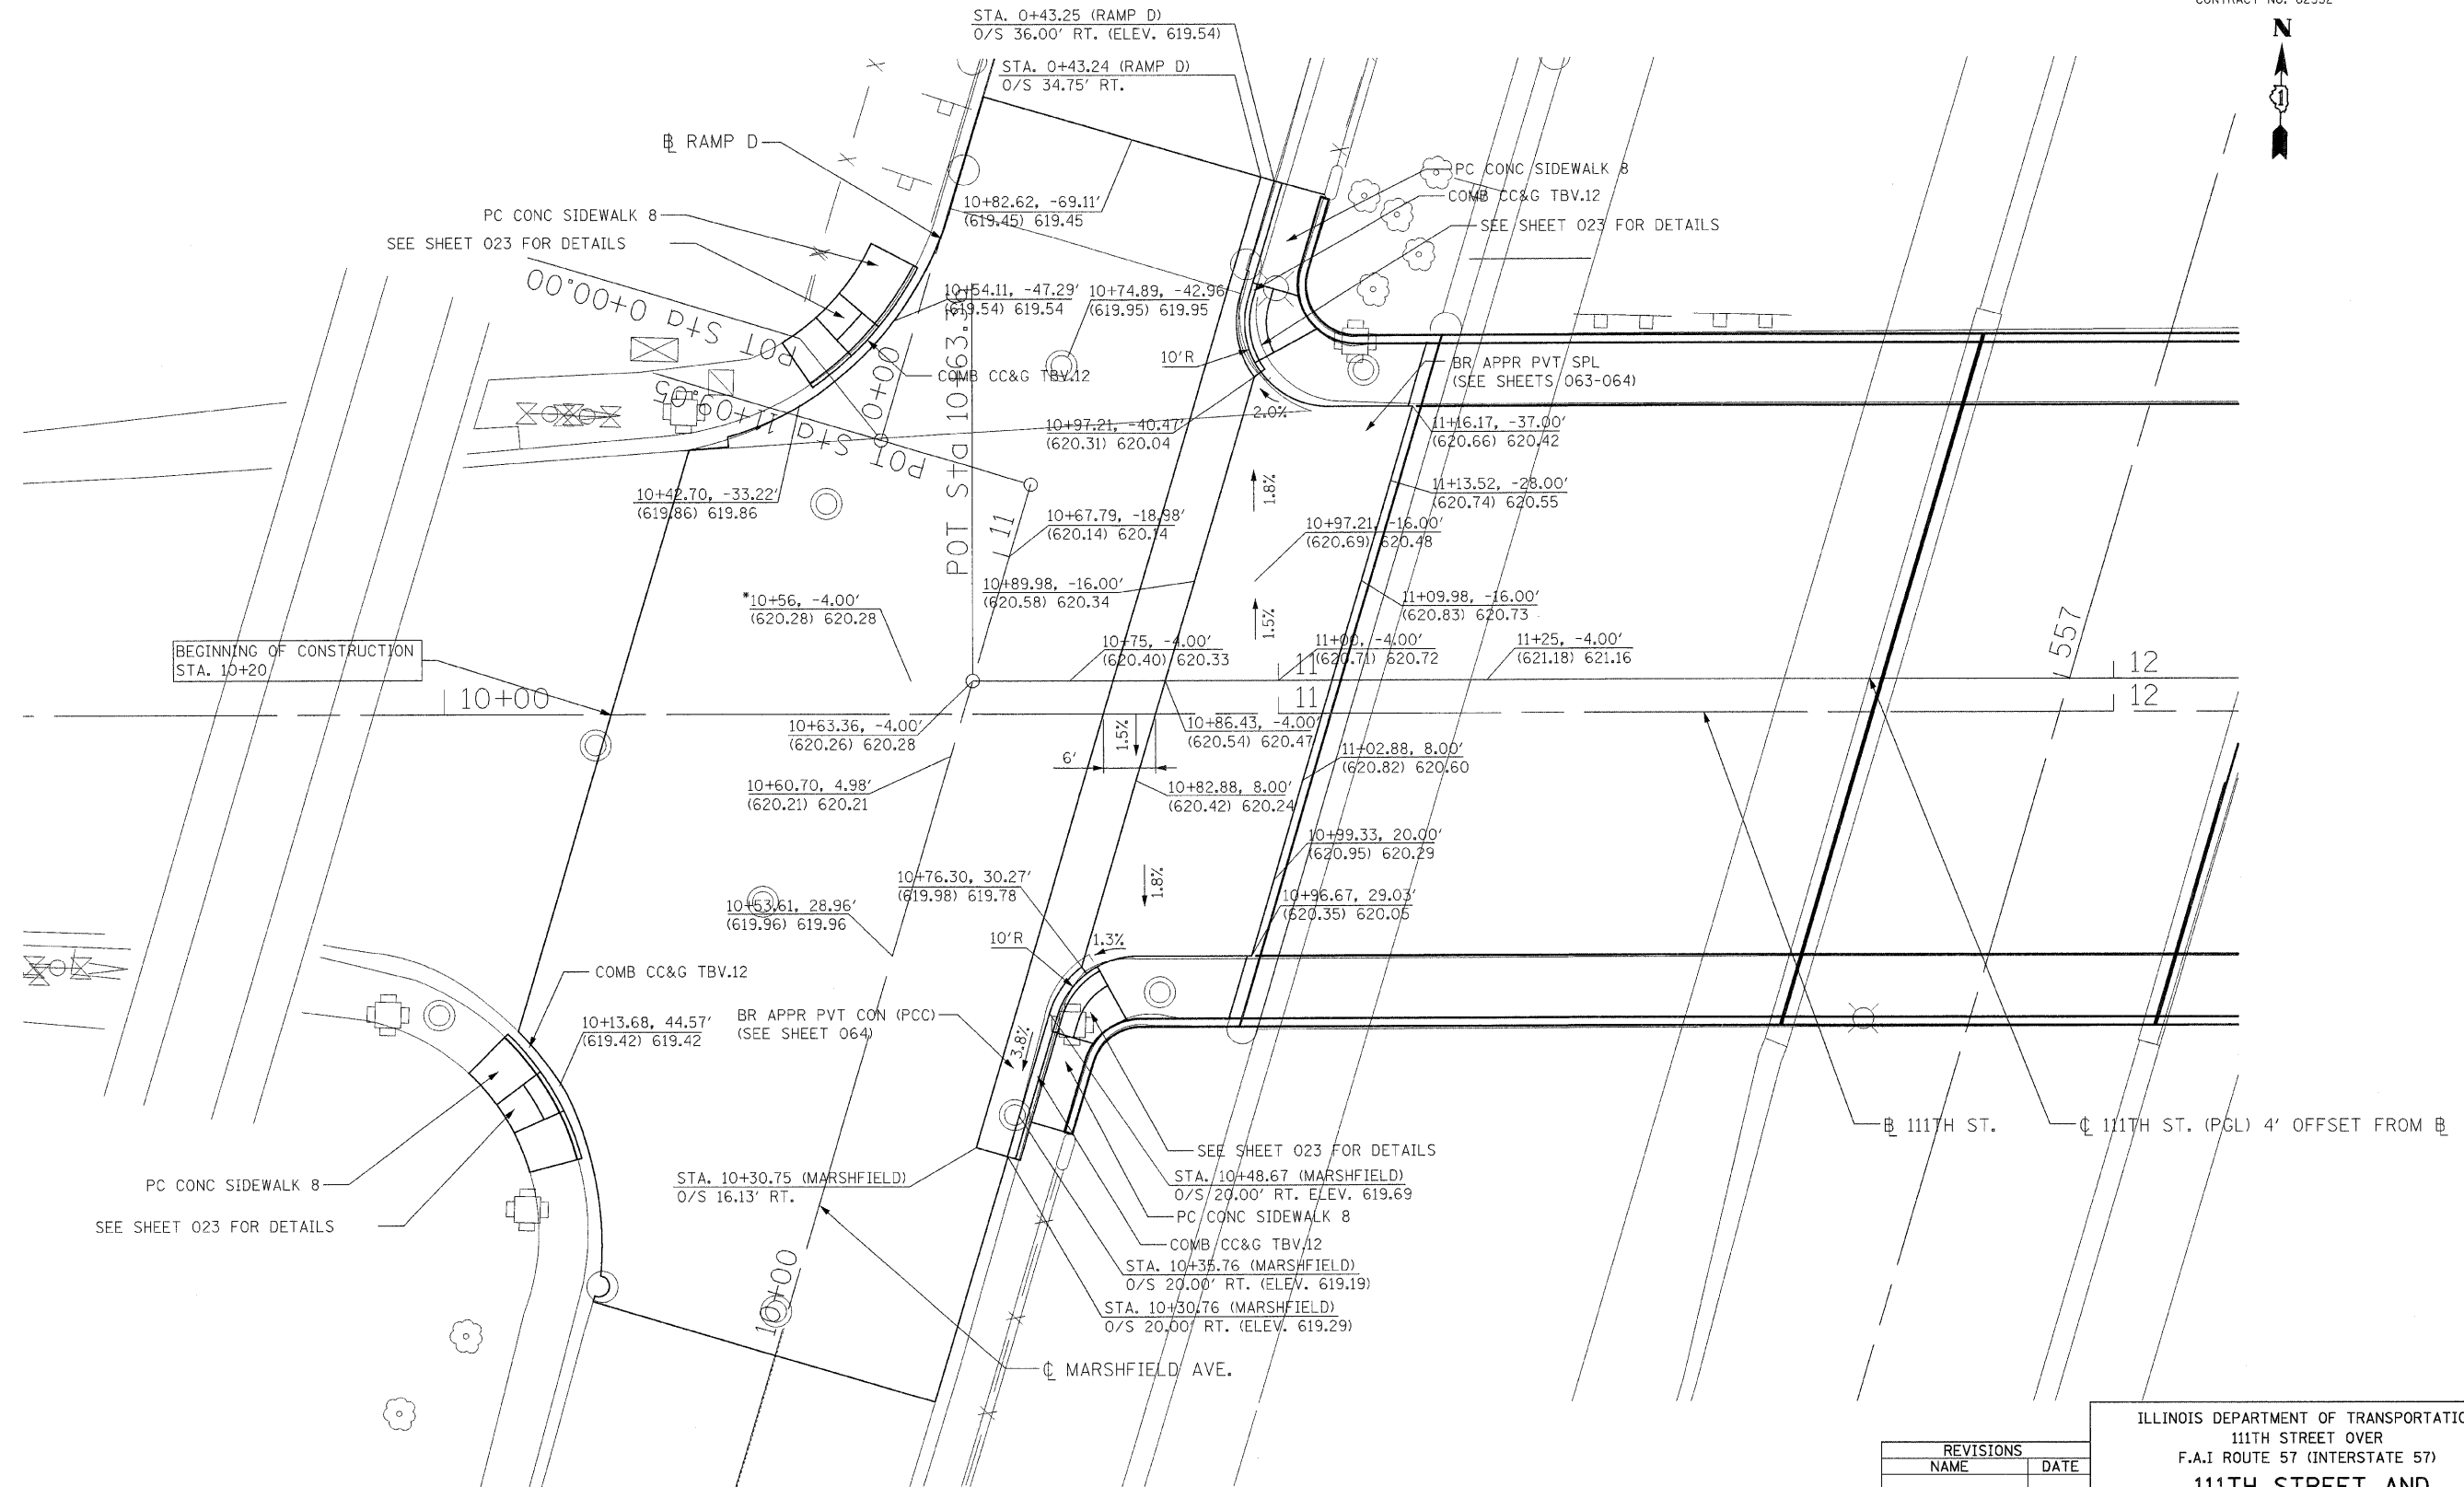 STA. 0+43.25 (RAMP D)
O/S 36.00' RT. (ELEV. 619.54)
STA. 0+43.24 (RAMP D)
O/S 34.75' RT.
N
1
℄ RAMP D
PC CONC SIDEWALK 8
COMB CC&G TBV.12
SEE SHEET 023 FOR DETAILS
PC CONC SIDEWALK 8
SEE SHEET 023 FOR DETAILS
10+82.62, -69.11'
(619.45) 619.45
POT Sta 0+00.00
10+54.11, -47.29'
(619.54) 619.54
10+74.89, -42.96'
(619.95) 619.95
0+00
COMB CC&G TBV.12
10'R
BR APPR PVT SPL
(SEE SHEETS 063-064)
2.0%
POT Sta 11+09.05
POT Sta 10+63.36
10+97.21, -40.47'
(620.31) 620.04
11+16.17, -37.00'
(620.66) 620.42
10+42.70, -33.22'
(619.86) 619.86
11+13.52, -28.00'
(620.74) 620.55
1.8%
11
10+67.79, -18.98'
(620.14) 620.14
10+97.21, -16.00'
(620.69) 620.48
10+89.98, -16.00'
(620.58) 620.34
*10+56, -4.00'
(620.28) 620.28
11+09.98, -16.00'
(620.83) 620.73
1.5%
10+75, -4.00'
(620.40) 620.33
11+00, -4.00'
(620.71) 620.72
11+25, -4.00'
(621.18) 621.16
557
BEGINNING OF CONSTRUCTION
STA. 10+20
10+00
11
11
12
12
10+63.36, -4.00'
(620.26) 620.28
1.5%
10+86.43, -4.00'
(620.54) 620.47
6'
11+02.88, 8.00'
(620.82) 620.60
10+60.70, 4.98'
(620.21) 620.21
10+82.88, 8.00'
(620.42) 620.24
10+99.33, 20.00'
(620.95) 620.29
10+76.30, 30.27'
(619.98) 619.78
1.8%
10+96.67, 29.03'
(620.35) 620.05
10+53.61, 28.96'
(619.96) 619.96
10'R
1.3%
COMB CC&G TBV.12
10+13.68, 44.57'
(619.42) 619.42
BR APPR PVT CON (PCC)
(SEE SHEET 064)
3.8%
℄ 111TH ST.
℄ 111TH ST. (PGL) 4' OFFSET FROM ℄
SEE SHEET 023 FOR DETAILS
STA. 10+48.67 (MARSHFIELD)
O/S 20.00' RT. ELEV. 619.69
STA. 10+30.75 (MARSHFIELD)
O/S 16.13' RT.
PC CONC SIDEWALK 8
SEE SHEET 023 FOR DETAILS
PC CONC SIDEWALK 8
COMB CC&G TBV.12
STA. 10+35.76 (MARSHFIELD)
O/S 20.00' RT. (ELEV. 619.19)
STA. 10+30.76 (MARSHFIELD)
O/S 20.00' RT. (ELEV. 619.29)
10+00
℄ MARSHFIELD AVE.
REVISIONS
NAME DATE
ILLINOIS DEPARTMENT OF TRANSPORTATIO
111TH STREET OVER
F.A.I ROUTE 57 (INTERSTATE 57)
111TH STREET AND